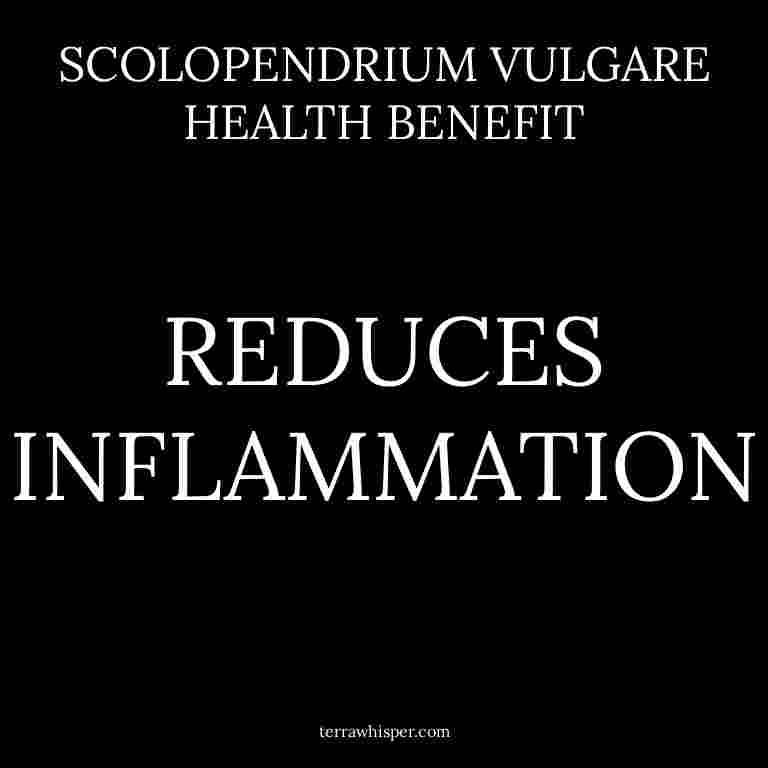 SCOLOPENDRIUM VULGARE
HEALTH BENEFIT
REDUCES
INFLAMMATION
terrawhisper.com